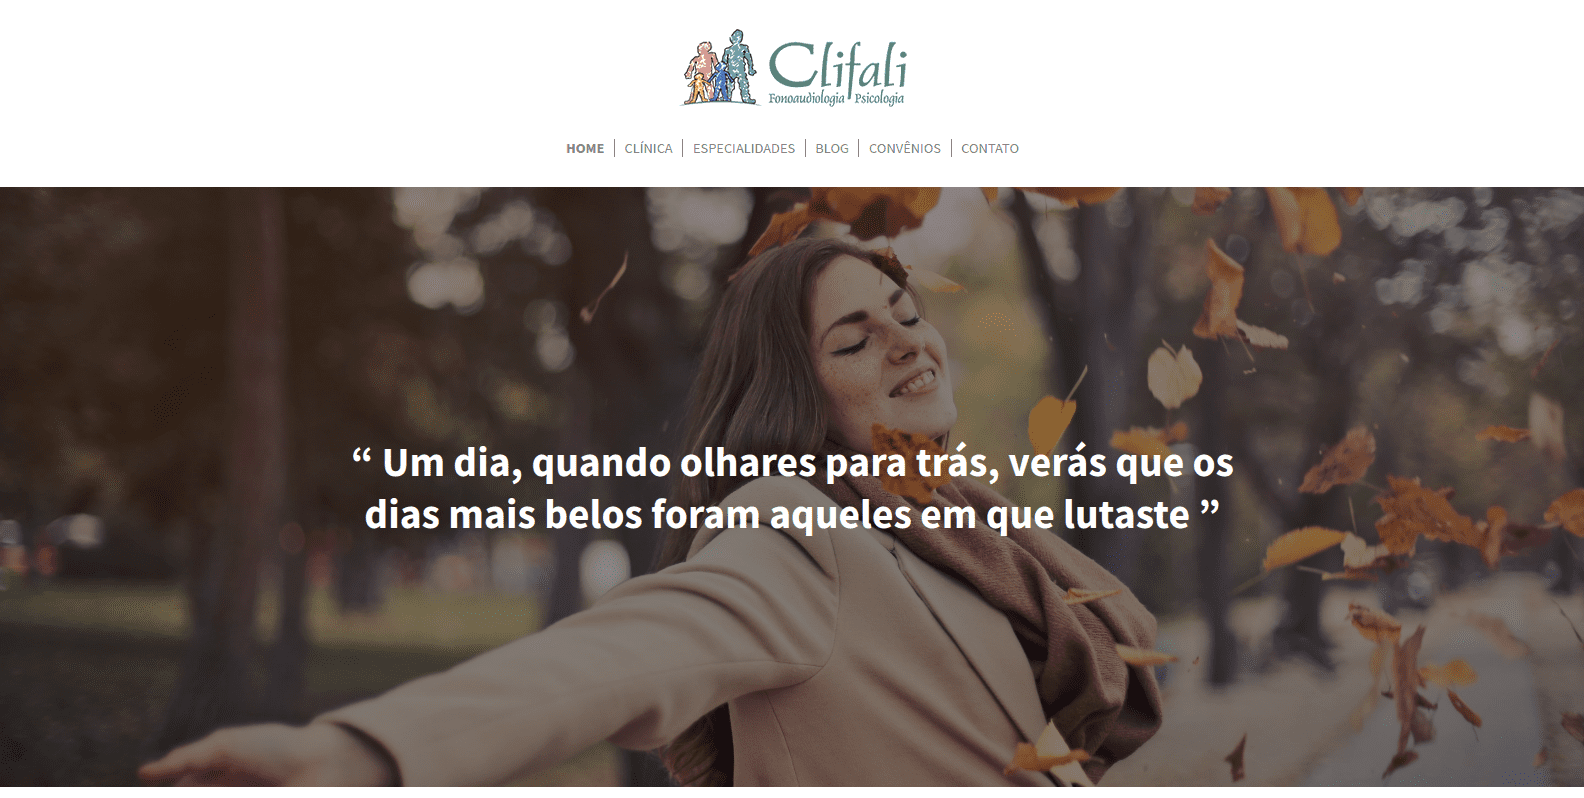 Clifali
Fonoaudiologia Psicologia
HOME CLÍNICA ESPECIALIDADES BLOG CONVÊNIOS CONTATO
“ Um dia, quando olhares para trás, verás que os
dias mais belos foram aqueles em que lutaste ”